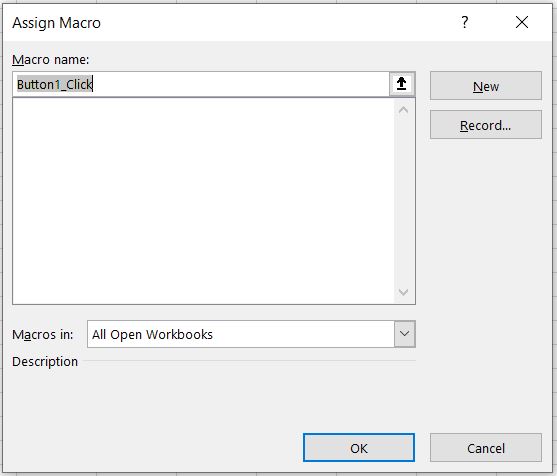 Assign Macro
?
Macro name:
Button1_Click
New
Record...
Macros in:
All Open Workbooks
Description
OK
Cancel